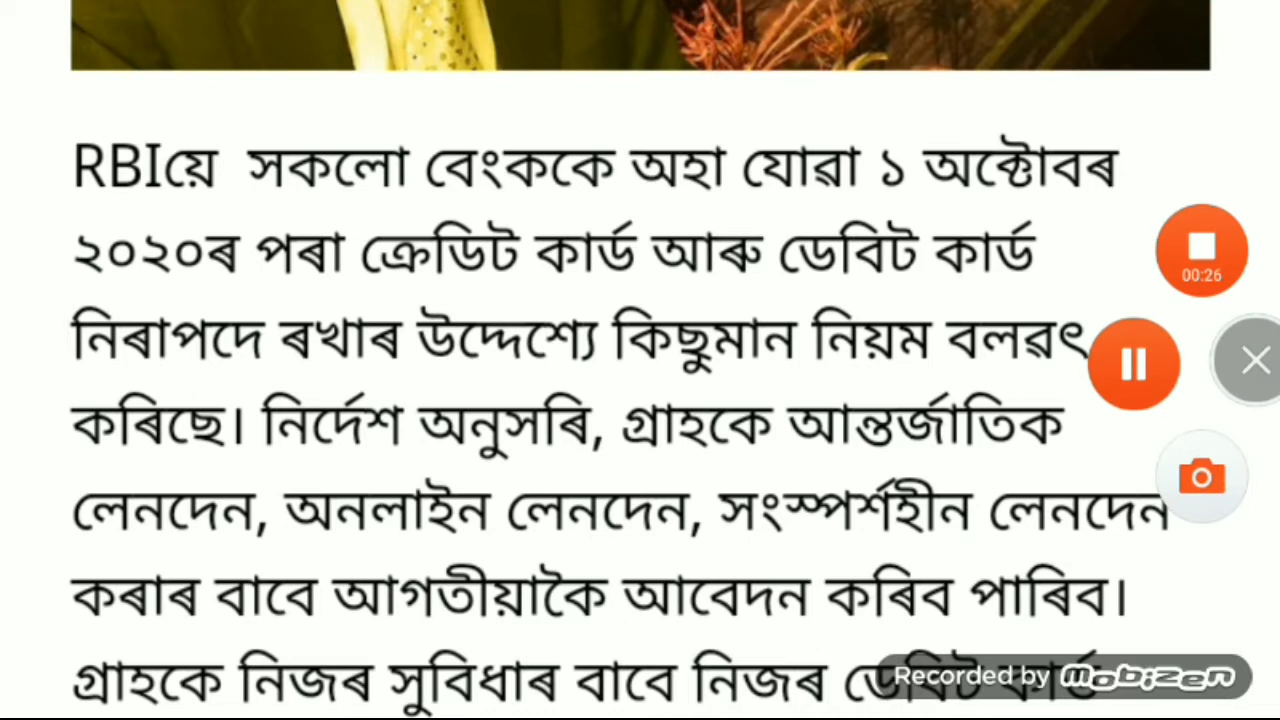 RBIয়ে সকলো বেংককে অহা যোৱা ১ অক্টোবৰ
২০২০ৰ পৰা ক্ৰেডিট কাৰ্ড আৰু ডেবিট কাৰ্ড
নিৰাপদে ৰখাৰ উদ্দেশ্যে কিছুমান নিয়ম বলৱৎ
কৰিছে। নিৰ্দেশ অনুসৰি, গ্ৰাহকে আন্তৰ্জাতিক
লেনদেন, অনলাইন লেনদেন, সংস্পৰ্শহীন লেনদেন
কৰাৰ বাবে আগতীয়াকৈ আবেদন কৰিব পাৰিব।
গ্ৰাহকে নিজৰ সুবিধাৰ বাবে নিজৰ ডেবিট কাৰ্ড
00:26
Recorded by mobizen